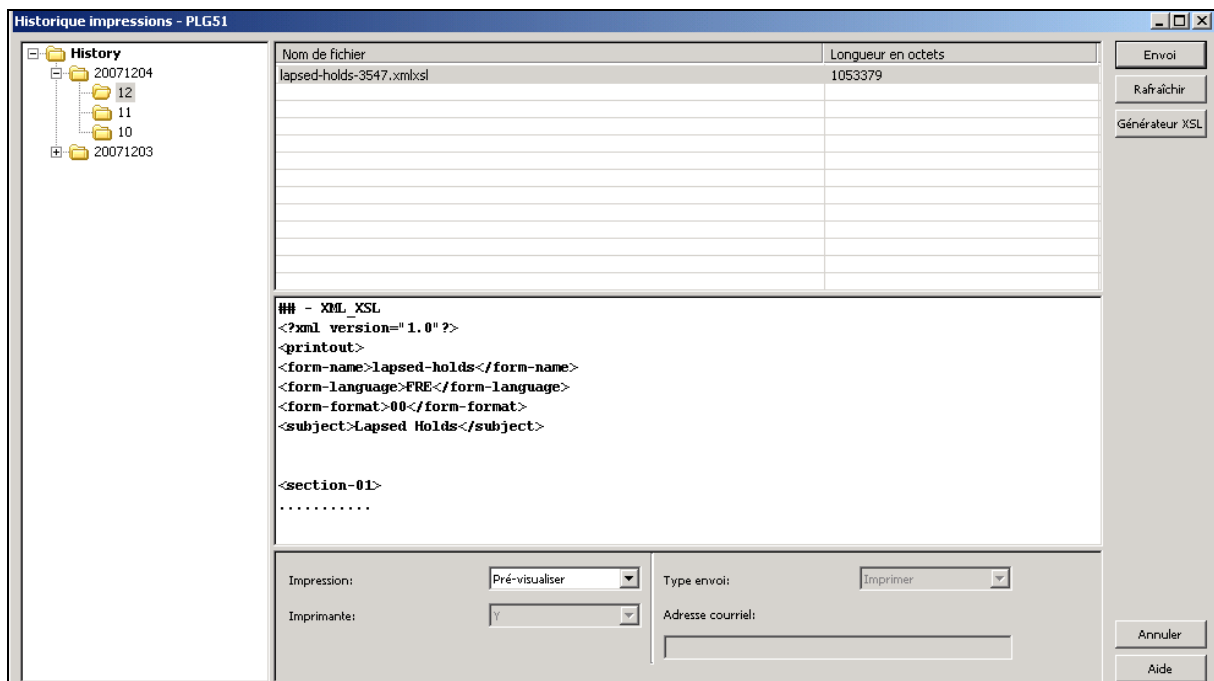 Historique impressions - PLG51
History
20071204
12
11
10
20071203
Nom de fichier Longueur en octets
lapsed-holds-3547.xmlxsl 1053379
## - XML_XSL
<?xml version="1.0"?>
<printout>
<form-name>lapsed-holds</form-name>
<form-language>FRE</form-language>
<form-format>00</form-format>
<subject>Lapsed Holds</subject>
<section-01>
...........
Impression: Pré-visualiser
Imprimante: Y
Type envoi: Imprimer
Adresse courriel:
Envoi
Rafraîchir
Générateur XSL
Annuler
Aide